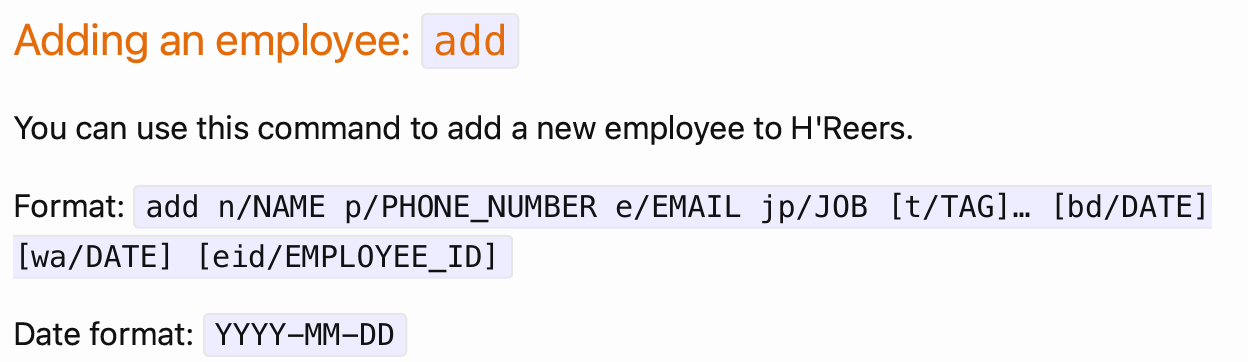 Adding an employee: add
You can use this command to add a new employee to H'Reers.
Format: add n/NAME p/PHONE_NUMBER e/EMAIL jp/JOB [t/TAG]… [bd/DATE]
[wa/DATE] [eid/EMPLOYEE_ID]
Date format: YYYY-MM-DD